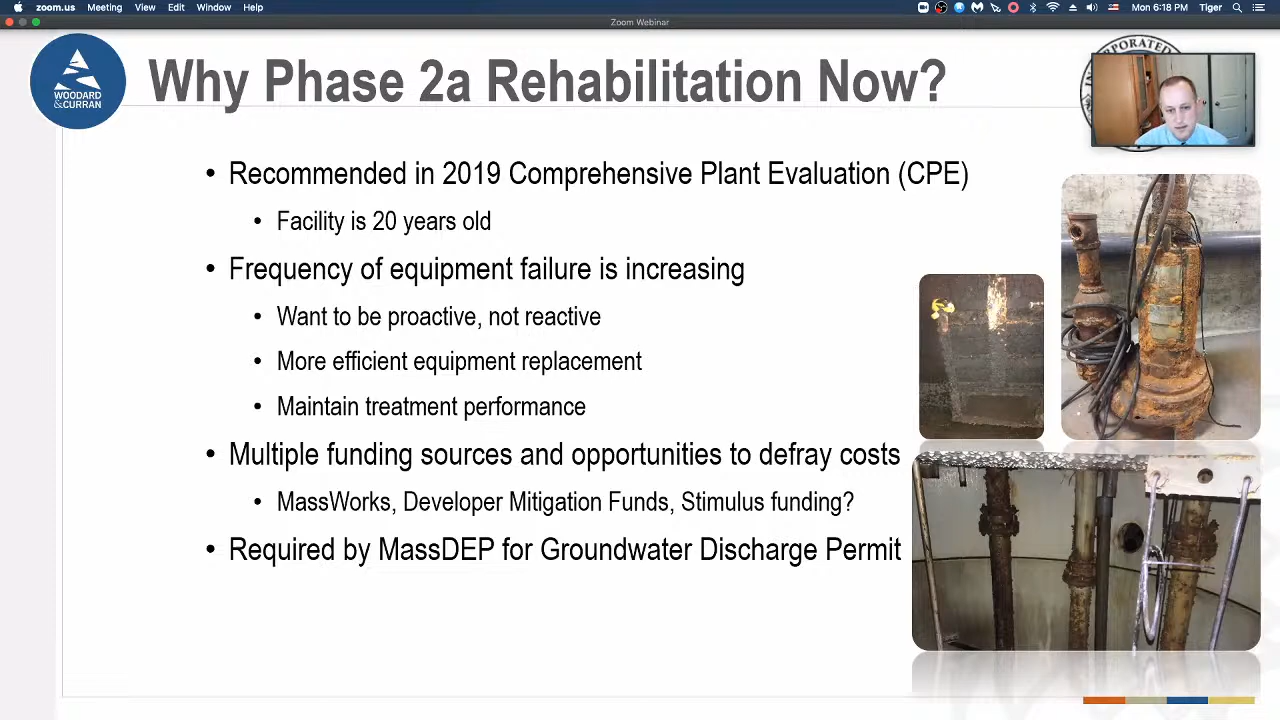 zoom.us Meeting View Edit Window Help Mon 6:18 PM Tiger
Zoom Webinar
WOODARD
&CURRAN
Why Phase 2a Rehabilitation Now?
• Recommended in 2019 Comprehensive Plant Evaluation (CPE)
• Facility is 20 years old
• Frequency of equipment failure is increasing
• Want to be proactive, not reactive
• More efficient equipment replacement
• Maintain treatment performance
• Multiple funding sources and opportunities to defray costs
• MassWorks, Developer Mitigation Funds, Stimulus funding?
• Required by MassDEP for Groundwater Discharge Permit